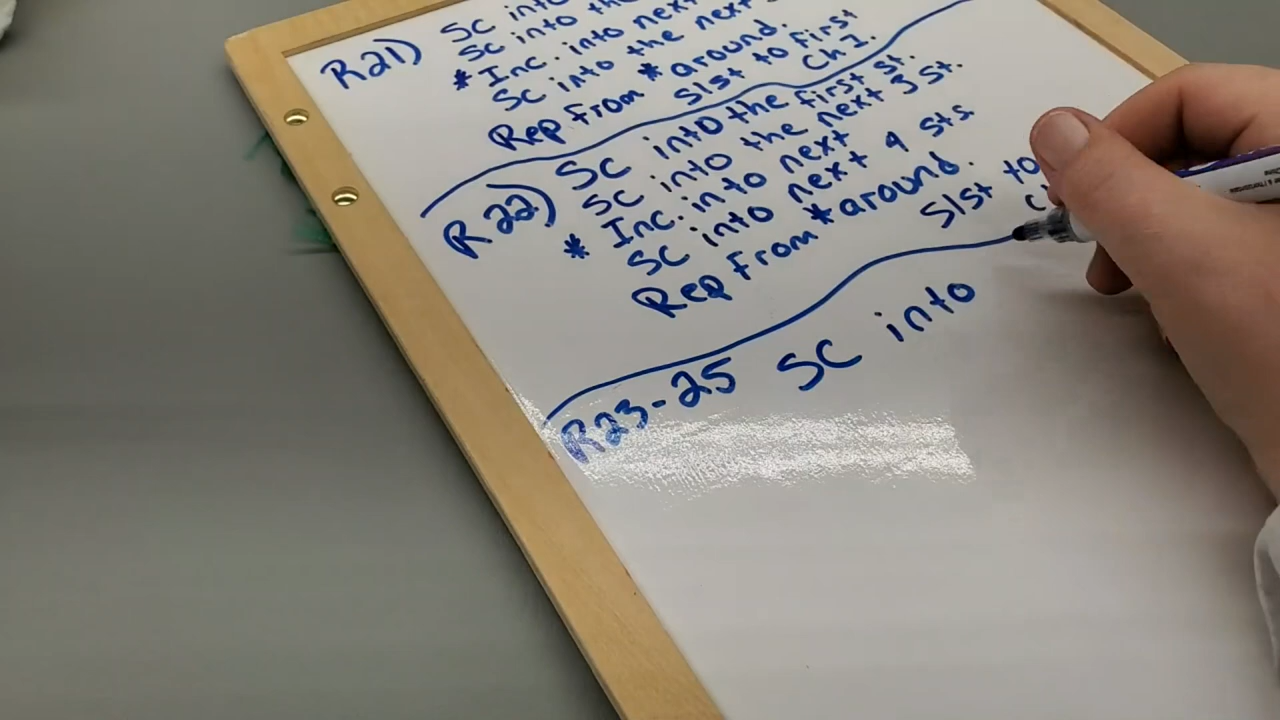 SC into
R21) SC into the
* Inc. into next
SC into the next
Rep from * around.
Slst to first
Ch 1.
R 22) SC into the first st.
SC into the next 3 st.
* Inc. into next
SC into next 4 sts
Rep from * around.
Slst to
R23-25 SC into